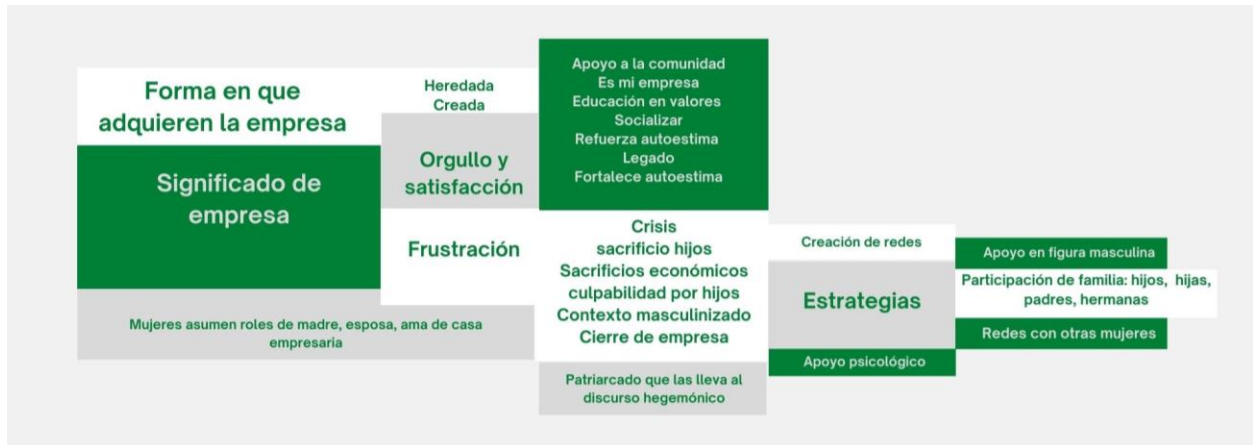 Forma en que
adquieren la empresa
Significado de
empresa
Mujeres asumen roles de madre, esposa, ama de casa
empresaria
Heredada
Creada
Orgullo y
satisfacción
Frustración
Apoyo a la comunidad
Es mi empresa
Educación en valores
Socializar
Refuerza autoestima
Legado
Fortalece autoestima
Crisis
sacrificio hijos
Sacrificios económicos
culpabilidad por hijos
Contexto masculinizado
Cierre de empresa
Patriarcado que las lleva al
discurso hegemónico
Creación de redes
Estrategias
Apoyo psicológico
Apoyo en figura masculina
Participación de familia: hijos, hijas,
padres, hermanas
Redes con otras mujeres